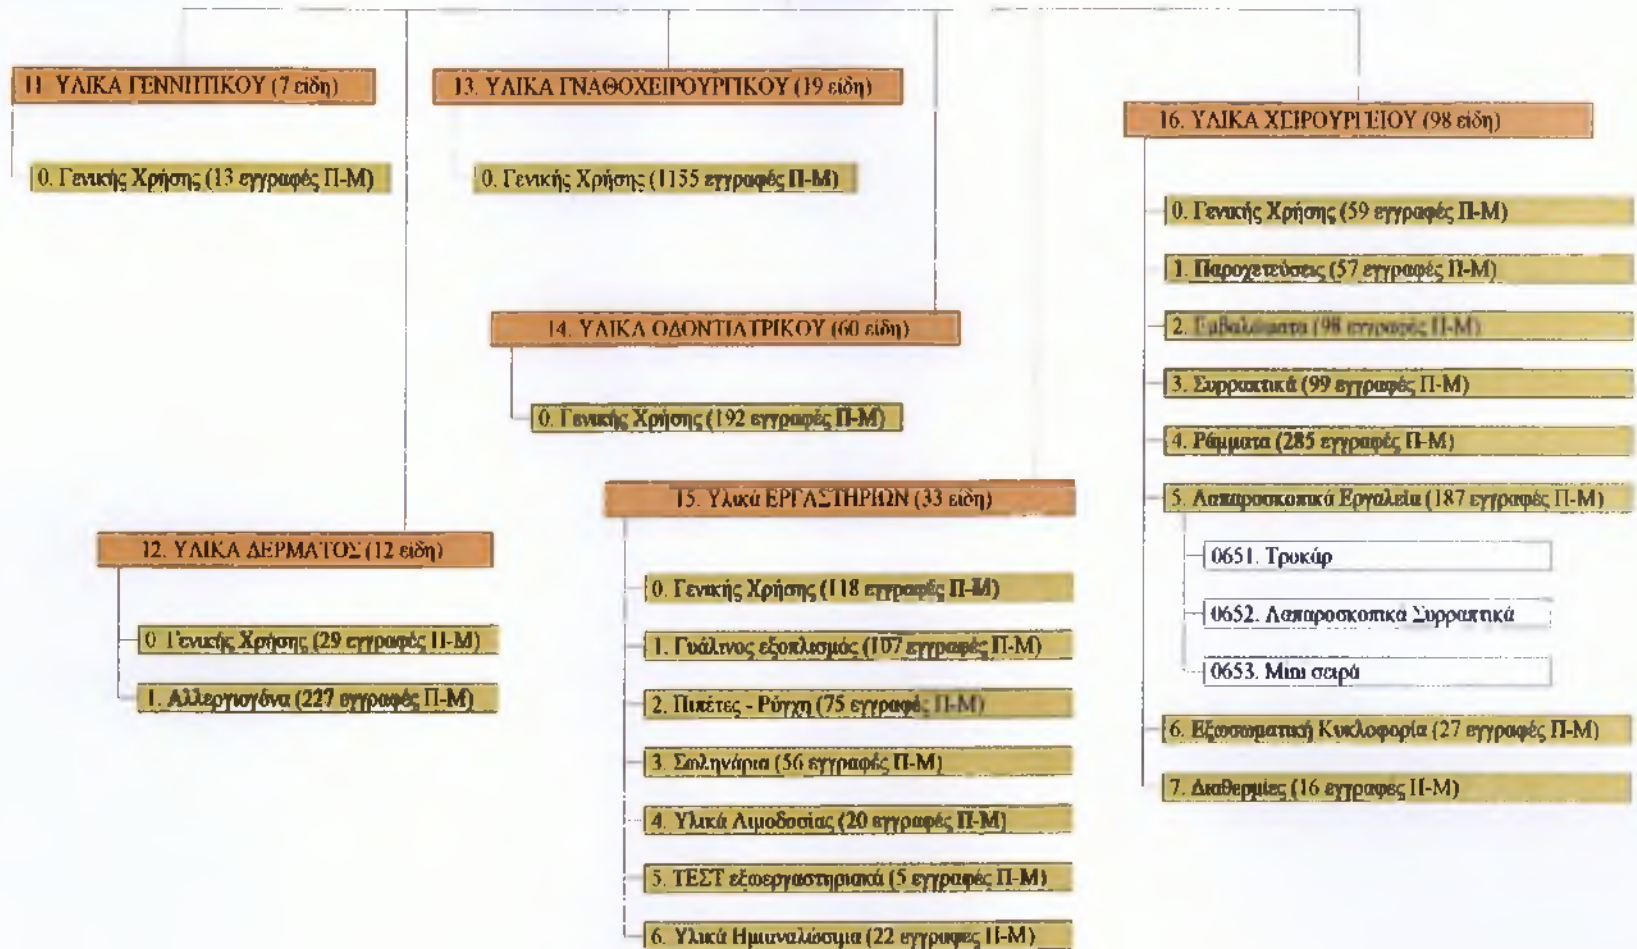 11 ΥΛΙΚΑ ΓΕΝΝΗΤΙΚΟΥ (7 είδη)
0. Γενικής Χρήσης (13 εγγραφές Π-Μ)
13. ΥΛΙΚΑ ΓΝΑΘΟΧΕΙΡΟΥΡΓΙΚΟΥ (19 είδη)
0. Γενικής Χρήσης (1155 εγγραφές Π-Μ)
14. ΥΛΙΚΑ ΟΔΟΝΤΙΑΤΡΙΚΟΥ (60 είδη)
0. Γενικής Χρήσης (192 εγγραφές Π-Μ)
12. ΥΛΙΚΑ ΔΕΡΜΑΤΟΣ (12 είδη)
0 Γενικής Χρήσης (29 εγγραφές Π-Μ)
1. Αλλεργιογόνα (227 εγγραφές Π-Μ)
15. Υλικά ΕΡΓΑΣΤΗΡΙΩΝ (33 είδη)
0. Γενικής Χρήσης (118 εγγραφές Π-Μ)
1. Γυάλινος εξοπλισμός (107 εγγραφές Π-Μ)
2. Πιπέτες - Ρύγχη (75 εγγραφές Π-Μ)
3. Σωληνάρια (56 εγγραφές Π-Μ)
4. Υλικά Αιμοδοσίας (20 εγγραφές Π-Μ)
5. ΤΕΣΤ εξωεργαστηριακά (5 εγγραφές Π-Μ)
6. Υλικά Ημιαναλώσιμα (22 εγγραφες Π-Μ)
16. ΥΛΙΚΑ ΧΕΙΡΟΥΡΓΕΙΟΥ (98 είδη)
0. Γενικής Χρήσης (59 εγγραφές Π-Μ)
1. Παροχετεύσεις (57 εγγραφές Π-Μ)
2. Εμβαλώματα (98 εγγραφές Π-Μ)
3. Συρραπτικά (99 εγγραφές Π-Μ)
4. Ράμματα (285 εγγραφές Π-Μ)
5. Λαπαροσκοπικά Εργαλεία (187 εγγραφές Π-Μ)
0651. Τροκάρ
0652. Λαπαροσκοπικα Συρραπτικά
0653. Mini σειρά
6. Εξωσωματική Κυκλοφορία (27 εγγραφές Π-Μ)
7. Διαθερμίες (16 εγγραφές Π-Μ)